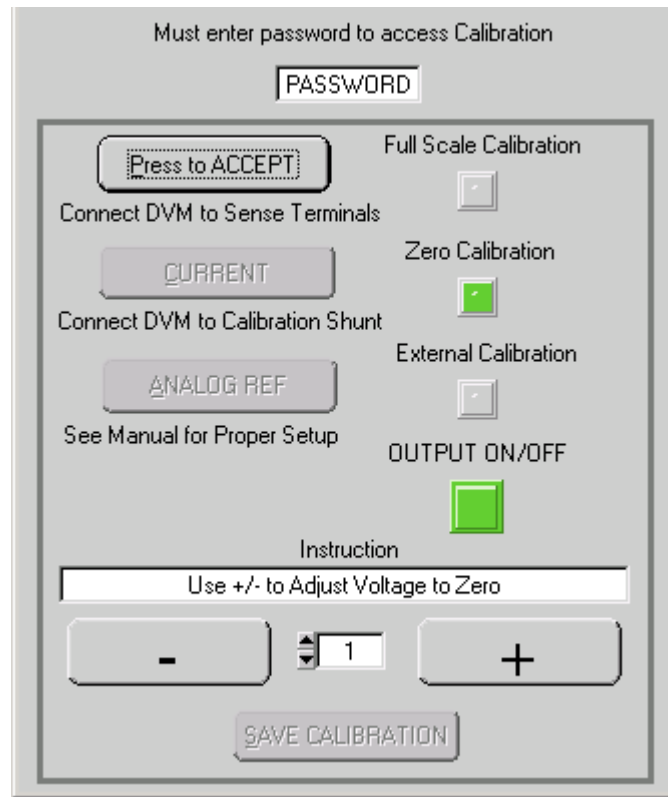 Must enter password to access Calibration
PASSWORD
Press to ACCEPT
Full Scale Calibration
Connect DVM to Sense Terminals
Zero Calibration
CURRENT
Connect DVM to Calibration Shunt
External Calibration
ANALOG REF
See Manual for Proper Setup
OUTPUT ON/OFF
Instruction
Use +/- to Adjust Voltage to Zero
- 1 +
SAVE CALIBRATION